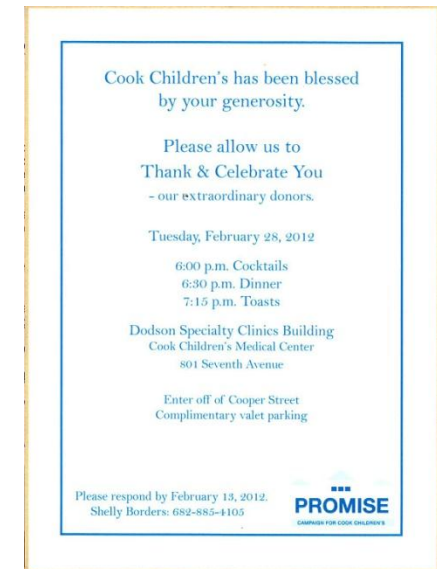 Cook Children's has been blessed
by your generosity.
Please allow us to
Thank & Celebrate You
- our extraordinary donors.
Tuesday, February 28, 2012
6:00 p.m. Cocktails
6:30 p.m. Dinner
7:15 p.m. Toasts
Dodson Specialty Clinics Building
Cook Children's Medical Center
801 Seventh Avenue
Enter off of Cooper Street
Complimentary valet parking
Please respond by February 13, 2012.
Shelly Borders: 682-885-4105
PROMISE
CAMPAIGN FOR COOK CHILDREN'S